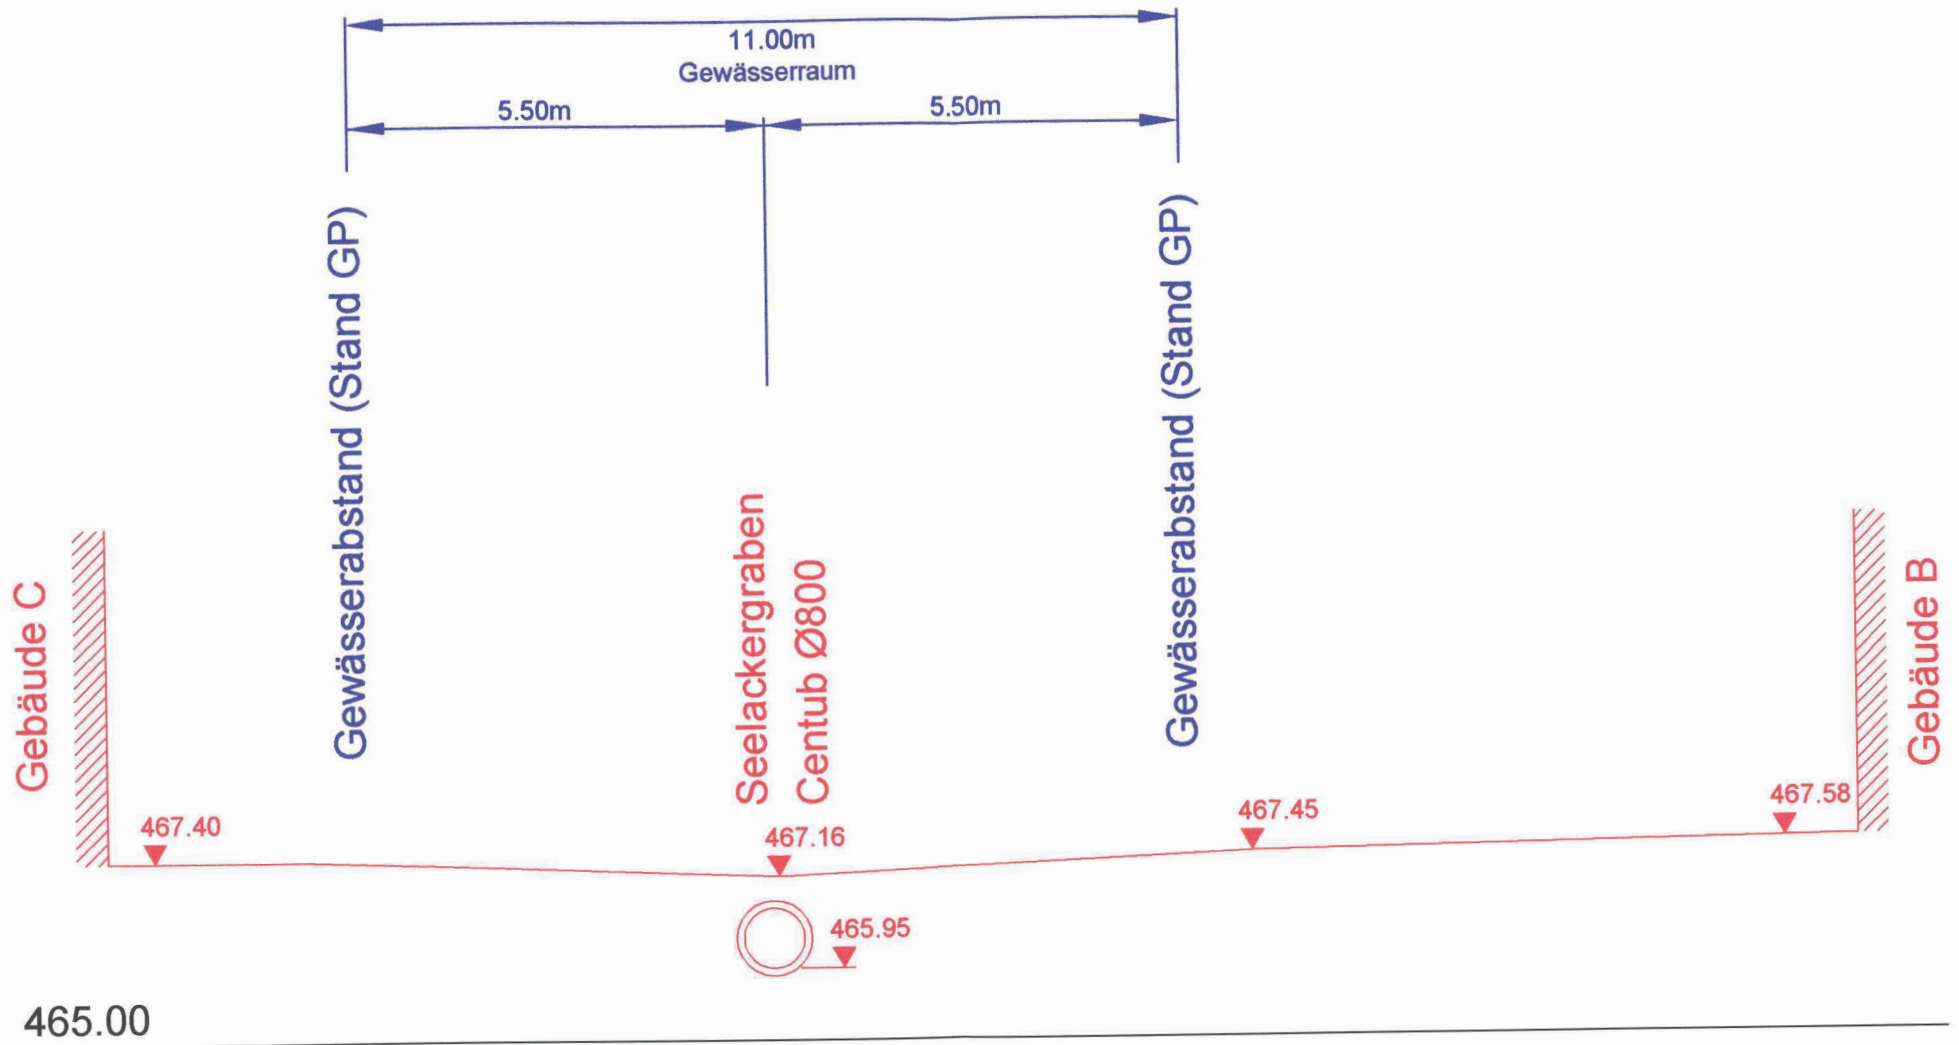 11.00m
Gewässerraum
5.50m
5.50m
Gewässerabstand (Stand GP)
Gewässerabstand (Stand GP)
Seelackergraben
Centub Ø800
Gebäude C
Gebäude B
467.40
467.16
467.45
467.58
465.95
465.00